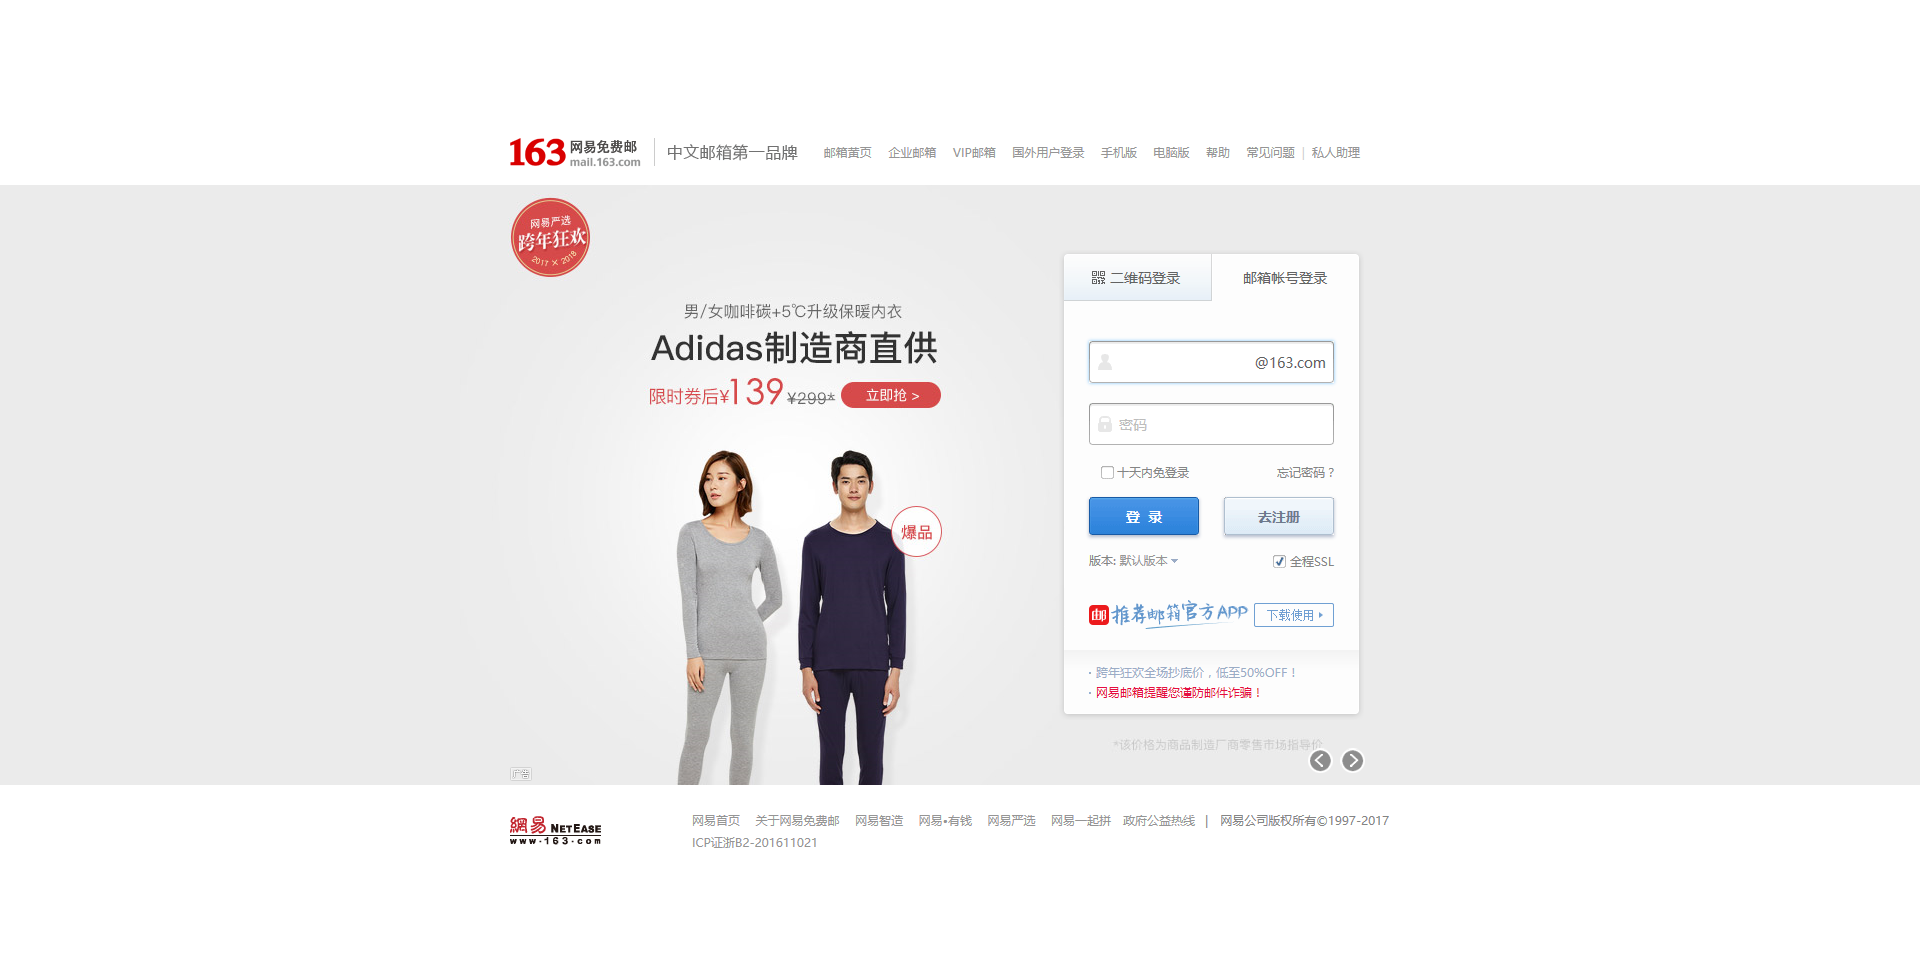 163 网易免费邮
mail.163.com
中文邮箱第一品牌
邮箱黄页 企业邮箱 VIP邮箱 国外用户登录 手机版 电脑版 帮助 常见问题 | 私人助理
网易严选
跨年狂欢
2017 × 2018
男/女咖啡碳+5℃升级保暖内衣
Adidas制造商直供
限时券后¥139 ¥299* 立即抢 >
爆品
广告
二维码登录 邮箱帐号登录
@163.com
密码
十天内免登录 忘记密码？
登 录 去注册
版本: 默认版本 全程SSL
邮 推荐邮箱官方APP 下载使用
· 跨年狂欢全场抄底价，低至50%OFF！
· 网易邮箱提醒您谨防邮件诈骗！
*该价格为商品制造厂商零售市场指导价
網易 NETEASE
www.163.com
网易首页 关于网易免费邮 网易智造 网易•有钱 网易严选 网易一起拼 政府公益热线 | 网易公司版权所有©1997-2017
ICP证浙B2-201611021